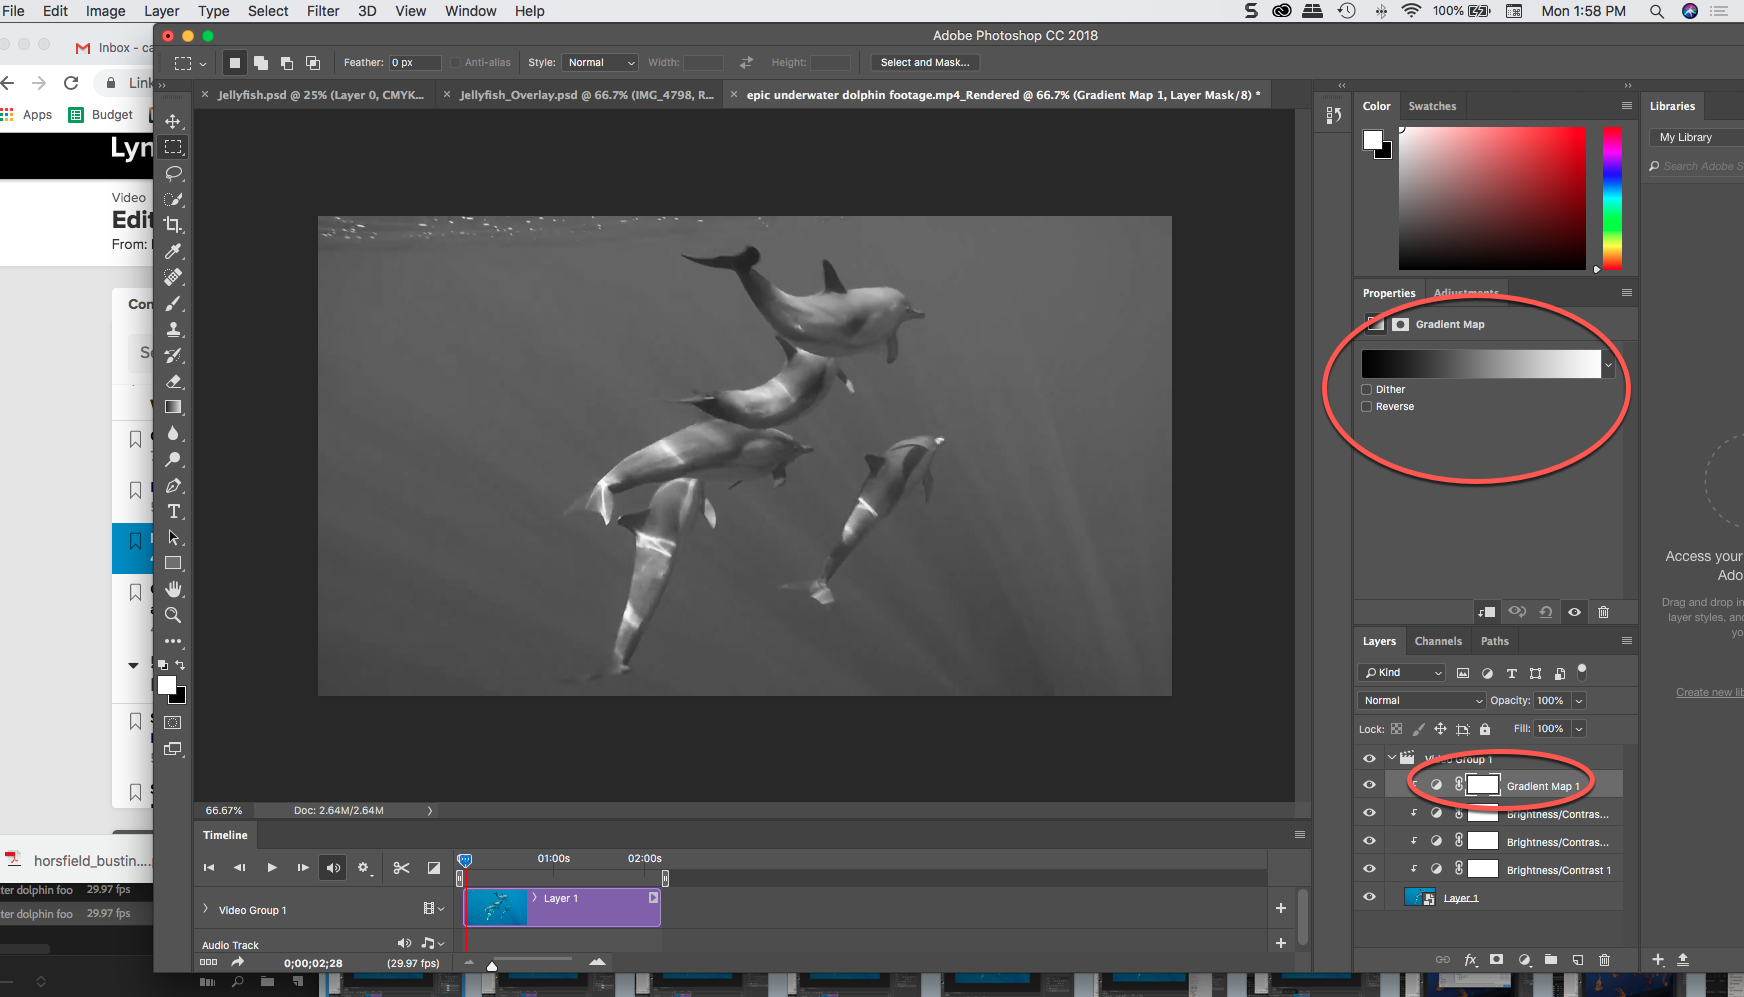 File Edit Image Layer Type Select Filter 3D View Window Help
100% Mon 1:58 PM
Inbox - ca
Adobe Photoshop CC 2018
Feather: 0 px Anti-alias Style: Normal Width: Height: Select and Mask...
Link
Jellyfish.psd @ 25% (Layer 0, CMYK...
Jellyfish_Overlay.psd @ 66.7% (IMG_4798, R...
epic underwater dolphin footage.mp4_Rendered @ 66.7% (Gradient Map 1, Layer Mask/8) *
Apps Budget
Lyn
Video
Edit
From:
Con
Color Swatches
Libraries
My Library
Search Adobe S
Properties Adjustments
Gradient Map
Dither
Reverse
Access your
Ado
Drag and drop in
layer styles, an
yo
Create new lib
Layers Channels Paths
Kind
Normal Opacity: 100%
Lock: Fill: 100%
Video Group 1
Gradient Map 1
Brightness/Contras...
Brightness/Contras...
Brightness/Contrast 1
Layer 1
66.67% Doc: 2.64M/2.64M
Timeline
01:00s 02:00s
Video Group 1
Layer 1
Audio Track
0;00;02;28 (29.97 fps)
horsfield_bustin....
ter dolphin foo 29.97 fps
ter dolphin foo 29.97 fps